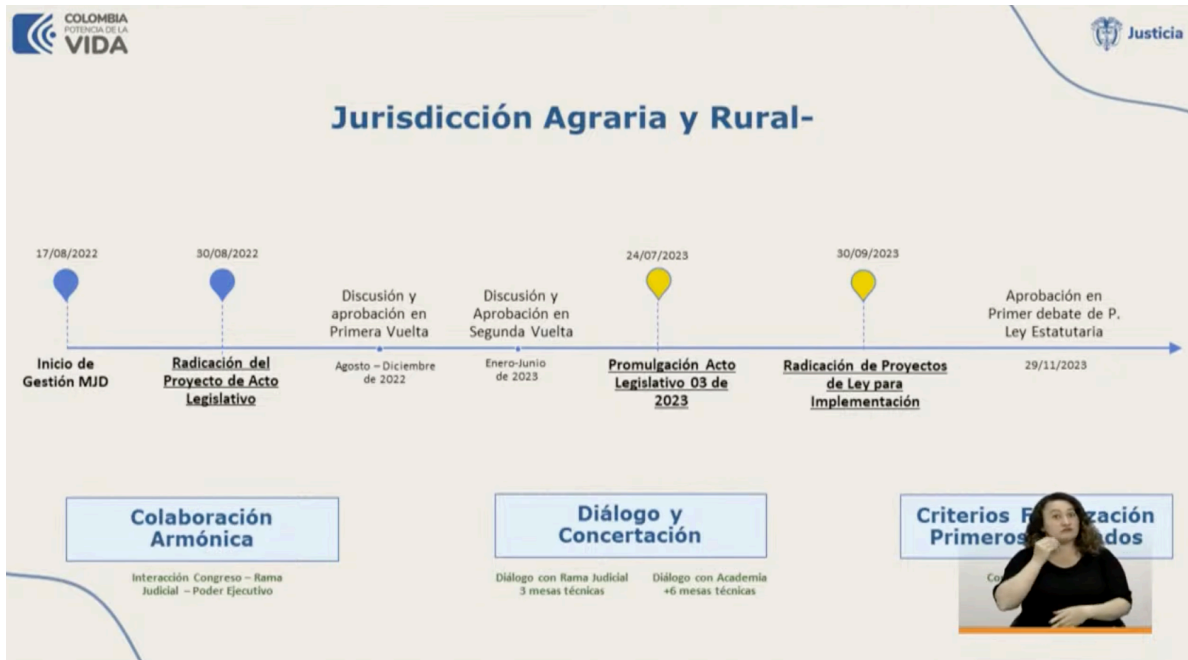 COLOMBIA
POTENCIA DE LA
VIDA
Justicia
Jurisdicción Agraria y Rural-
17/08/2022
30/08/2022
24/07/2023
30/09/2023
Discusión y
aprobación en
Primera Vuelta
Discusión y
Aprobación en
Segunda Vuelta
Aprobación en
Primer debate de P.
Ley Estatutaria
Inicio de
Gestión MJD
Radicación del
Proyecto de Acto
Legislativo
Agosto – Diciembre
de 2022
Enero-Junio
de 2023
Promulgación Acto
Legislativo 03 de
2023
Radicación de Proyectos
de Ley para
Implementación
29/11/2023
Colaboración
Armónica
Interacción Congreso – Rama
Judicial – Poder Ejecutivo
Diálogo y
Concertación
Diálogo con Rama Judicial
3 mesas técnicas
Diálogo con Academia
+6 mesas técnicas
Criterios
Primeros